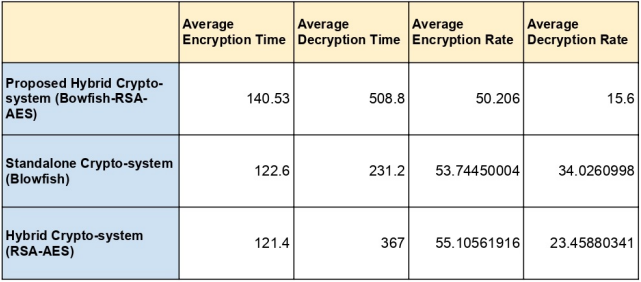 Average Encryption Time
Average Decryption Time
Average Encryption Rate
Average Decryption Rate
Proposed Hybrid Crypto-
system (Bowfish-RSA-
AES)
140.53
508.8
50.206
15.6
Standalone Crypto-system
(Blowfish)
122.6
231.2
53.74450004
34.0260998
Hybrid Crypto-system
(RSA-AES)
121.4
367
55.10561916
23.45880341